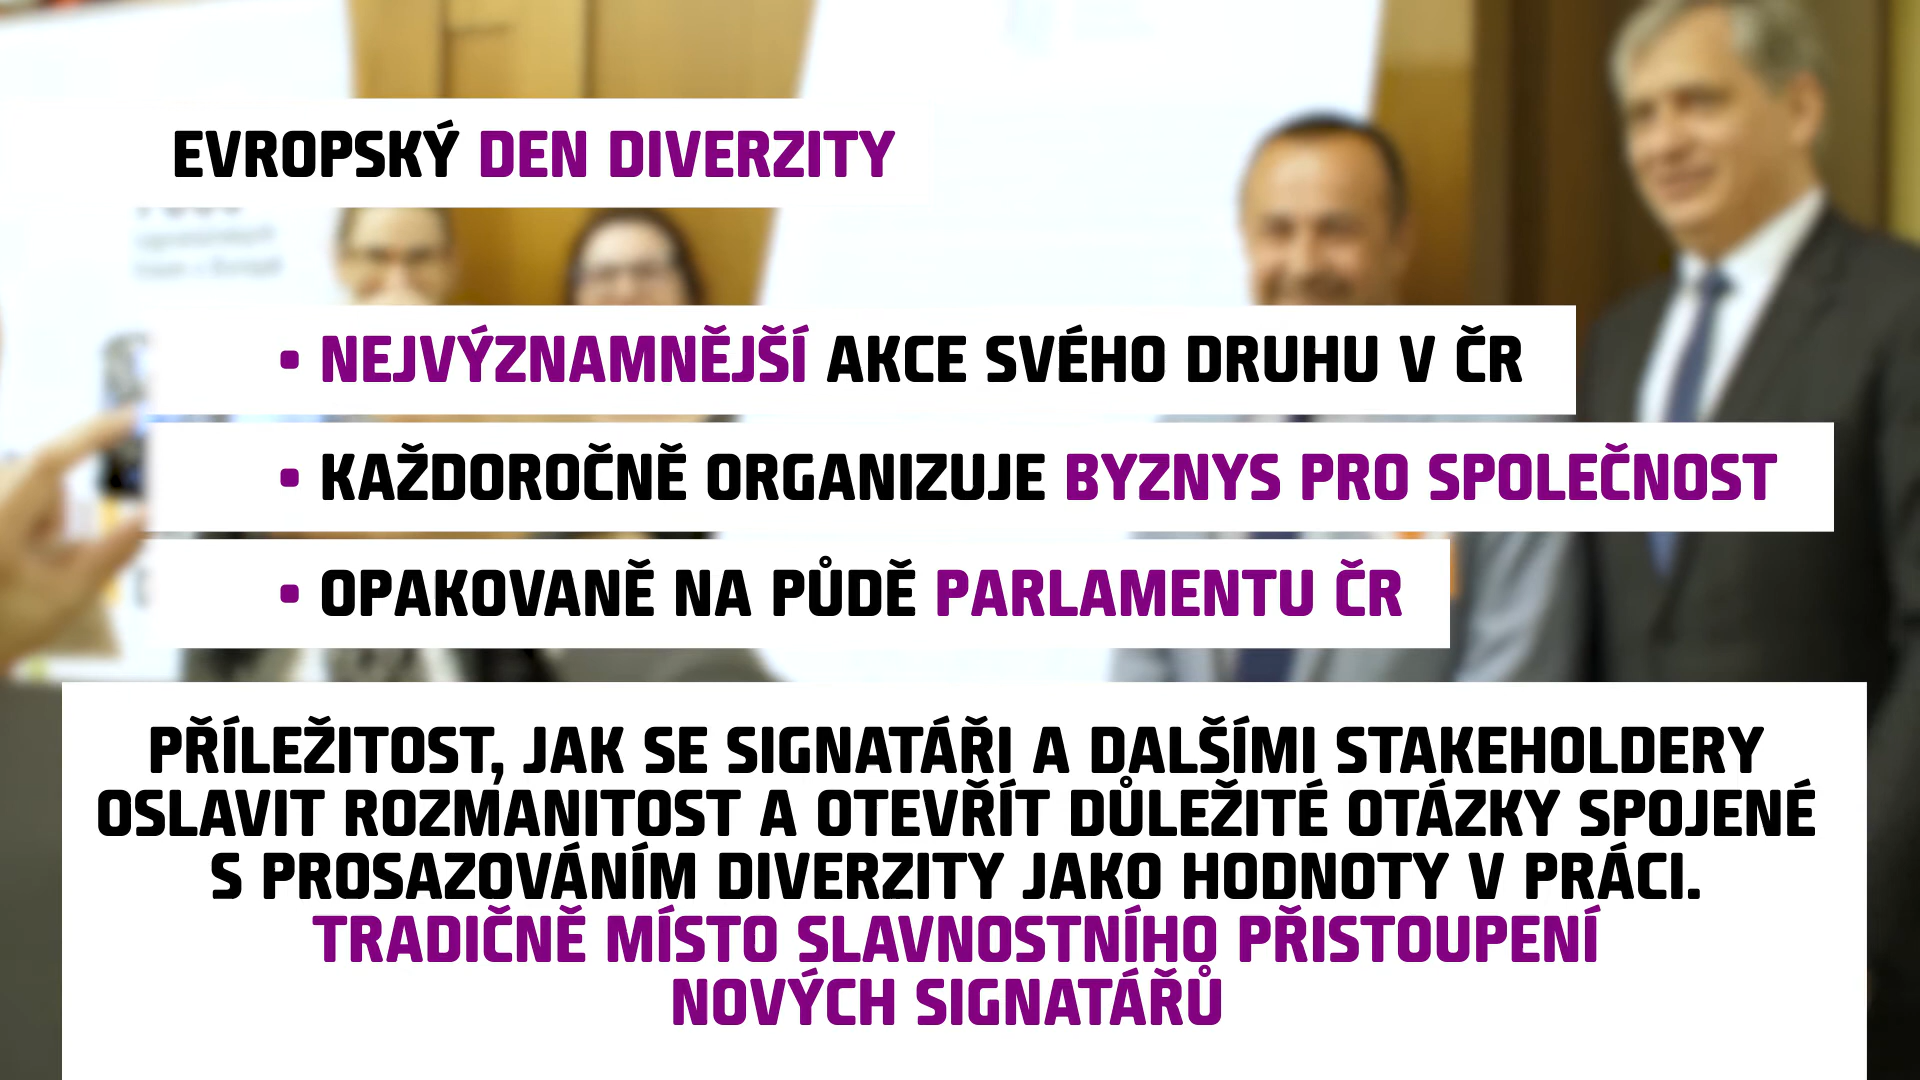 EVROPSKÝ DEN DIVERZITY
• NEJVÝZNAMNĚJŠÍ AKCE SVÉHO DRUHU V ČR
• KAŽDOROČNĚ ORGANIZUJE BYZNYS PRO SPOLEČNOST
• OPAKOVANĚ NA PŮDĚ PARLAMENTU ČR
PŘÍLEŽITOST, JAK SE SIGNATÁŘI A DALŠÍMI STAKEHOLDERY
OSLAVIT ROZMANITOST A OTEVŘÍT DŮLEŽITÉ OTÁZKY SPOJENÉ
S PROSAZOVÁNÍM DIVERZITY JAKO HODNOTY V PRÁCI.
TRADIČNĚ MÍSTO SLAVNOSTNÍHO PŘISTOUPENÍ
NOVÝCH SIGNATÁŘŮ